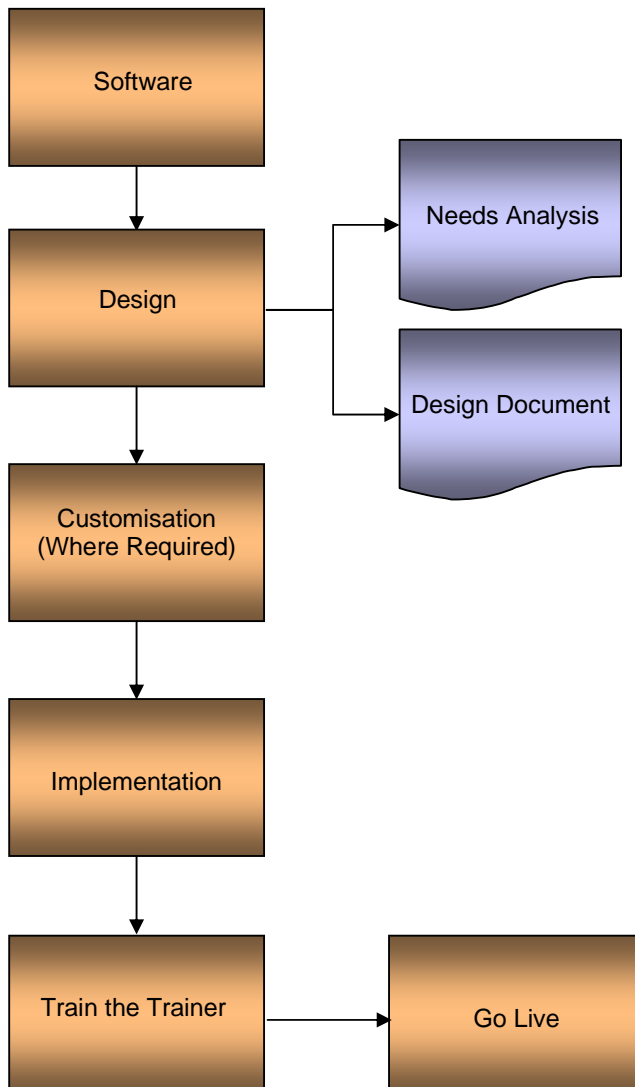 Software
Needs Analysis
Design
Design Document
Customisation
(Where Required)
Implementation
Train the Trainer
Go Live